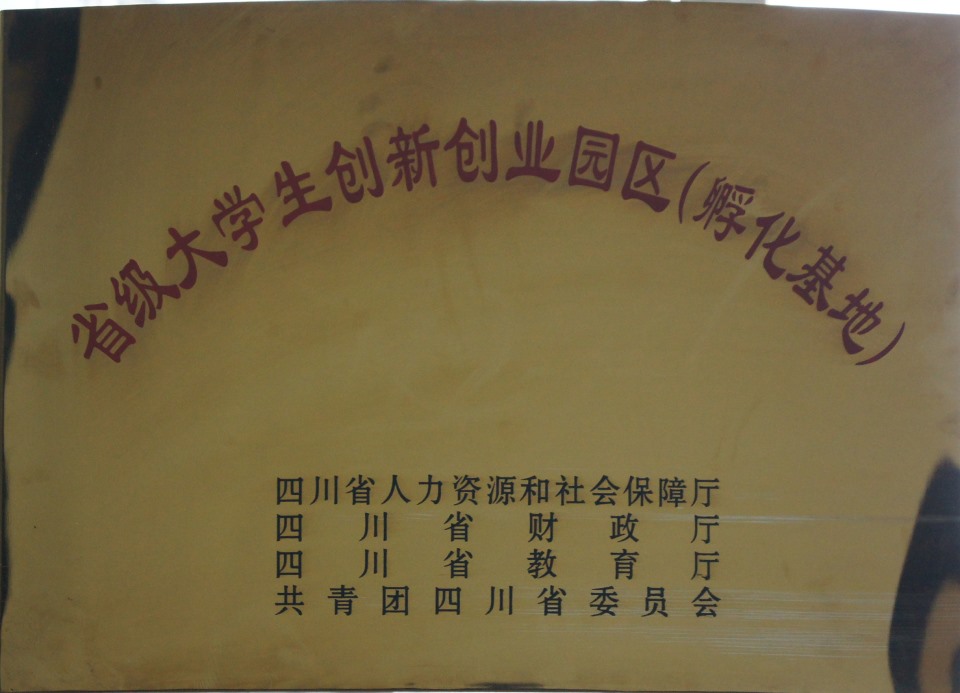 省级大学生创新创业园区(孵化基地)
四川省人力资源和社会保障厅
四川省财政厅
四川省教育厅
共青团四川省委员会